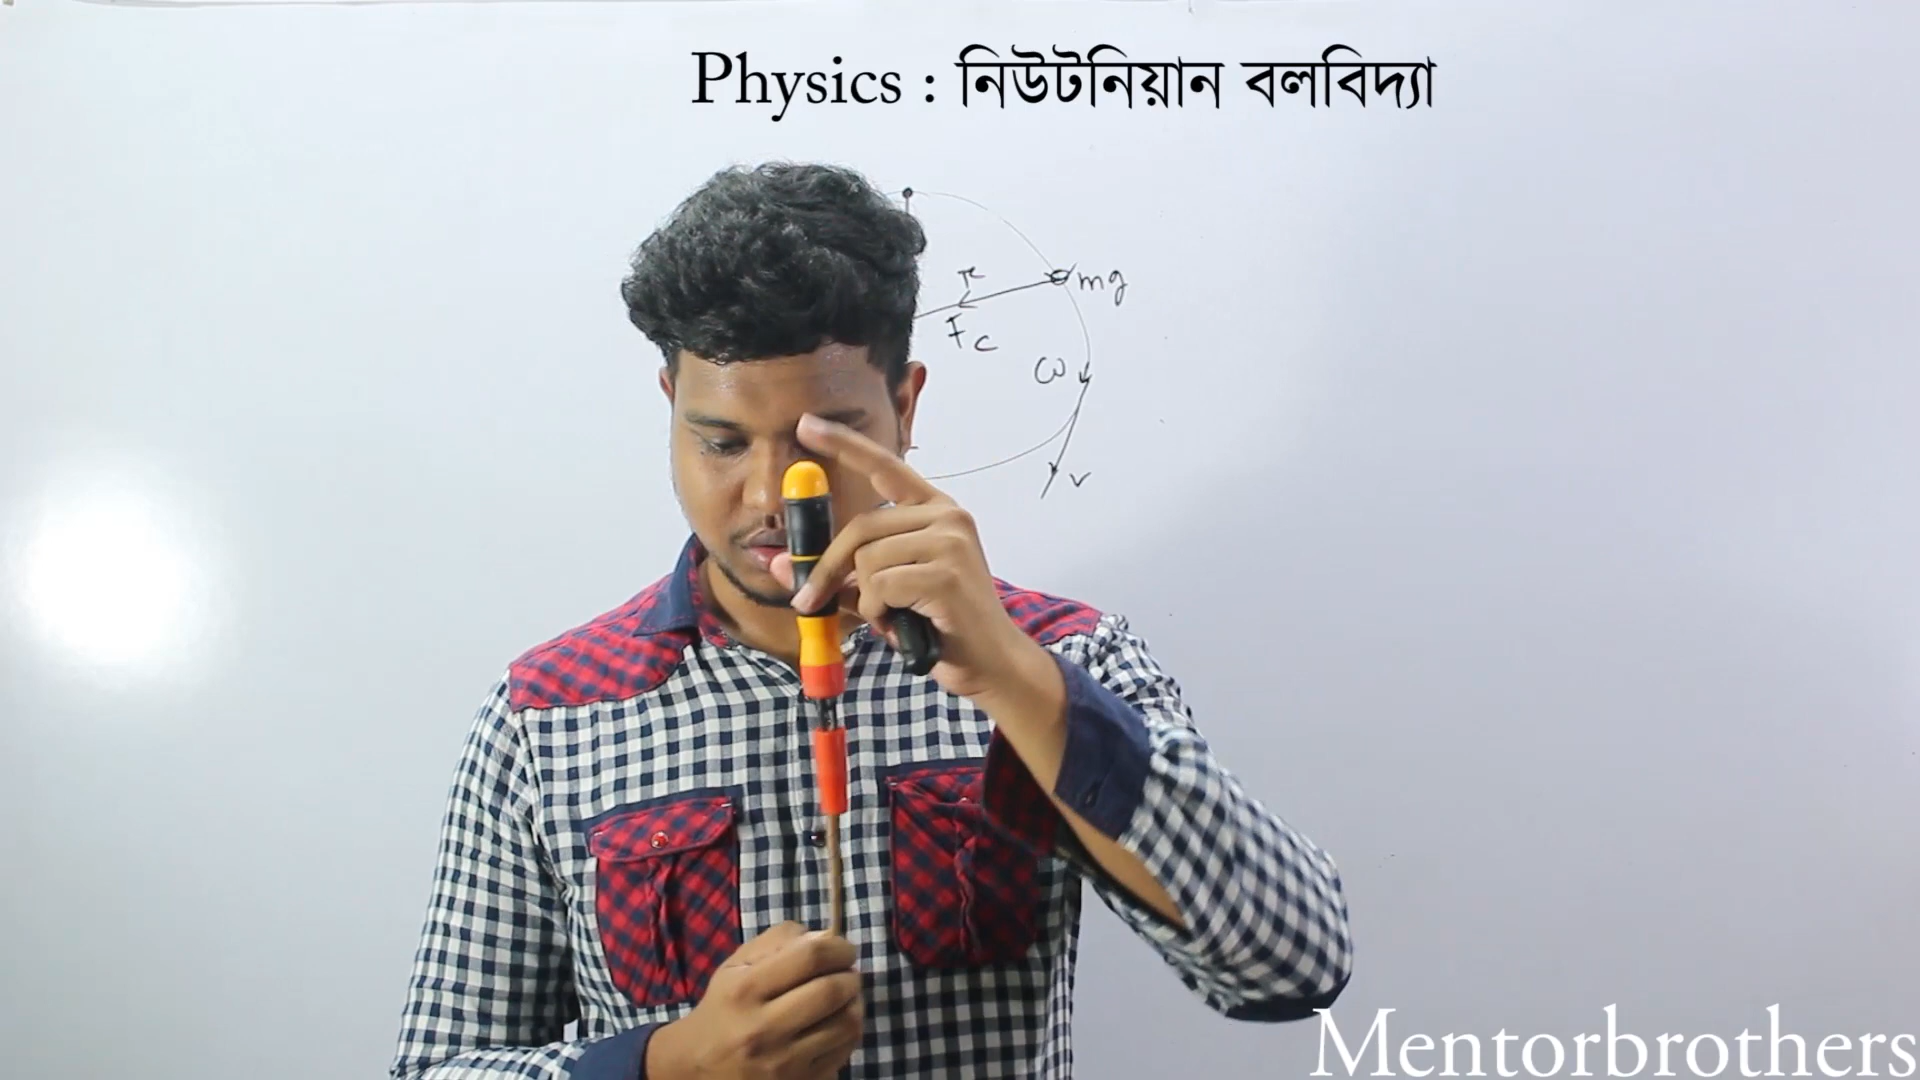 Physics : নিউটনিয়ান বলবিদ্যা
r
mg
Fc
ω
v
Mentorbrothers